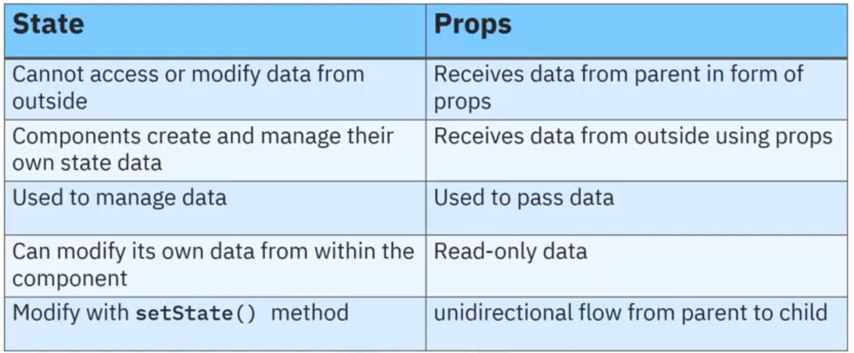 State
Props
Cannot access or modify data from
outside
Receives data from parent in form of
props
Components create and manage their
own state data
Receives data from outside using props
Used to manage data
Used to pass data
Can modify its own data from within the
component
Read-only data
Modify with setState() method
unidirectional flow from parent to child